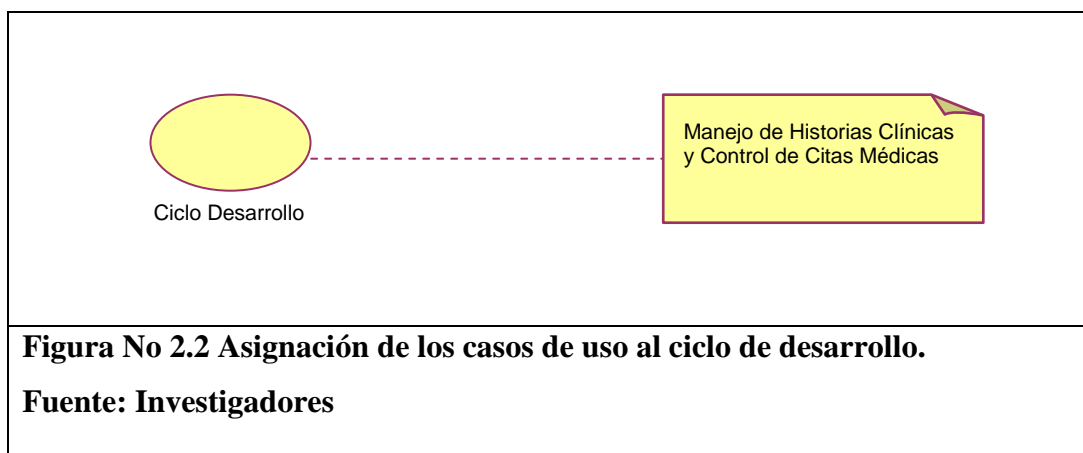 Manejo de Historias Clínicas
y Control de Citas Médicas
Ciclo Desarrollo
Figura No 2.2 Asignación de los casos de uso al ciclo de desarrollo.
Fuente: Investigadores